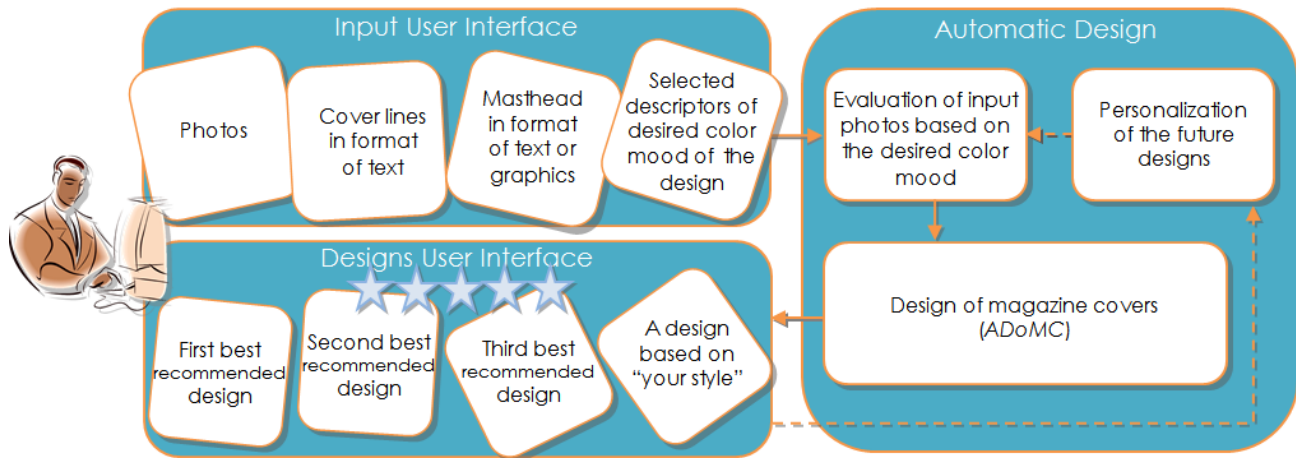 Input User Interface
Photos
Cover lines
in format
of text
Masthead
in format
of text or
graphics
Selected
descriptors of
desired color
mood of the
design
Automatic Design
Evaluation of input
photos based on
the desired color
mood
Personalization
of the future
designs
Design of magazine covers
(ADoMC)
Designs User Interface
First best
recommended
design
Second best
recommended
design
Third best
recommended
design
A design
based on
“your style”